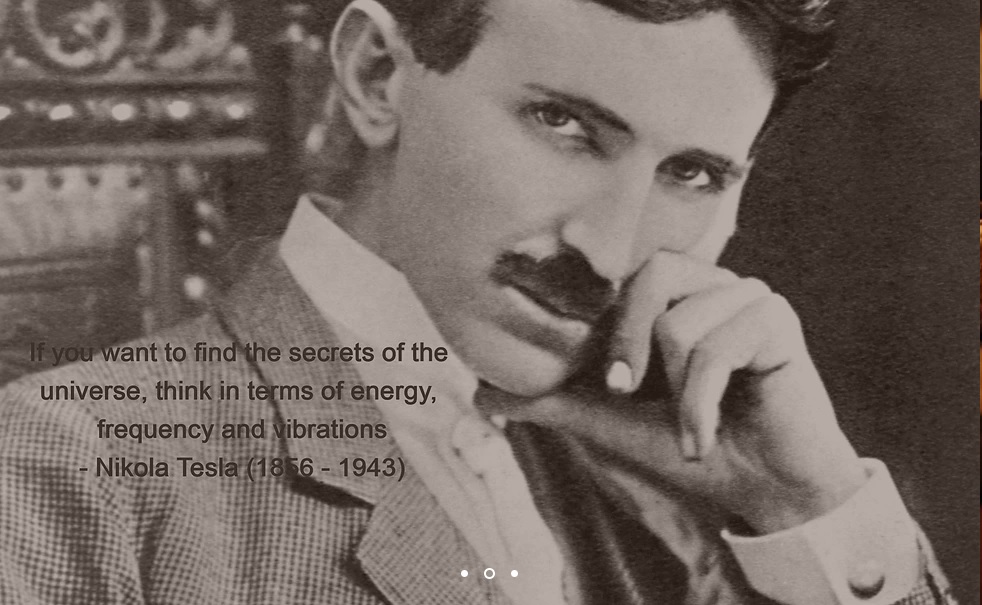 If you want to find the secrets of the
universe, think in terms of energy,
frequency and vibrations
- Nikola Tesla (1856 - 1943)